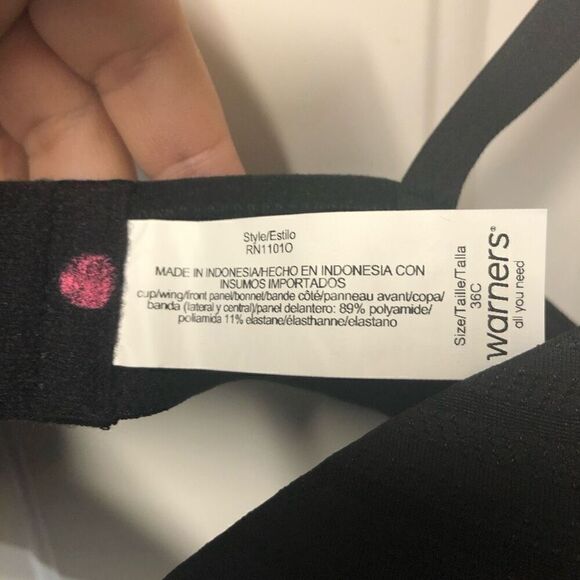 Style/Estilo
RN11010
MADE IN INDONESIA/HECHO EN INDONESIA CON
INSUMOS IMPORTADOS
cup/wing/front panel/bonnet/bande côté/panneau avant/copa/
banda (lateral y central)/panel delantero: 89% polyamide/
poliamida 11% elastane/élasthanne/elastano
Size/Taille/Talla
36C
warners®
all you need